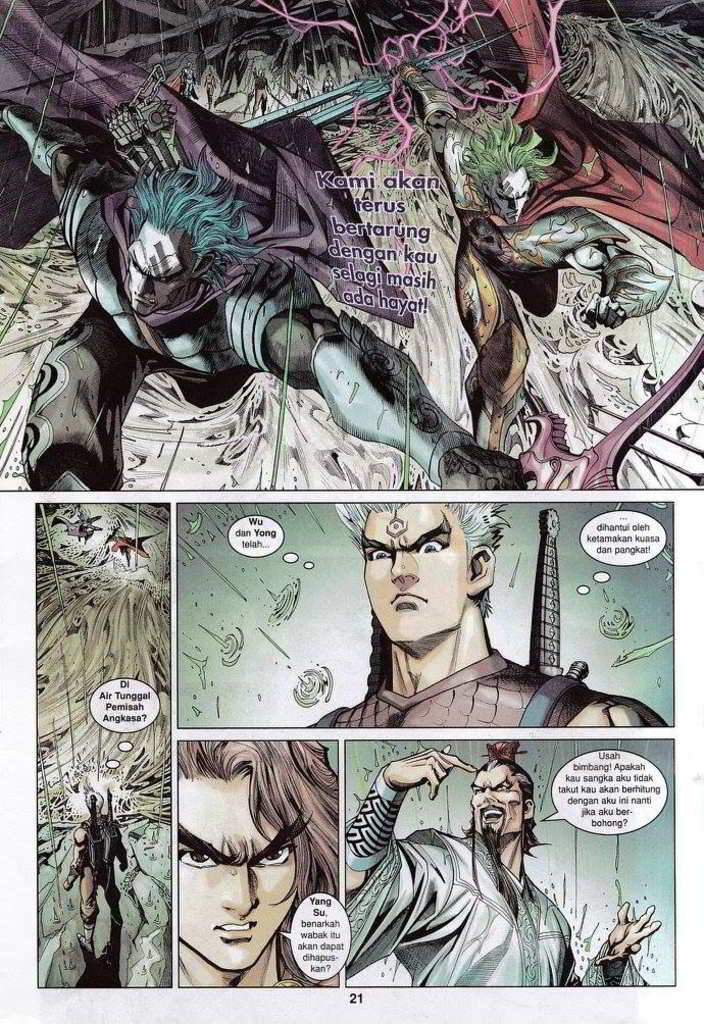 Kami akan
terus
bertarung
dengan kau
selagi masih
ada hayat!
Wu
dan Yong
telah...
...
dihantui oleh
ketamakan kuasa
dan pangkat!
Di
Air Tunggal
Pemisah
Angkasa?
Yang
Su,
benarkah
wabak itu
akan dapat
dihapus-
kan?
Usah
bimbang! Apakah
kau sangka aku tidak
takut kau akan berhitung
dengan aku ini nanti
jika aku ber-
bohong?
21